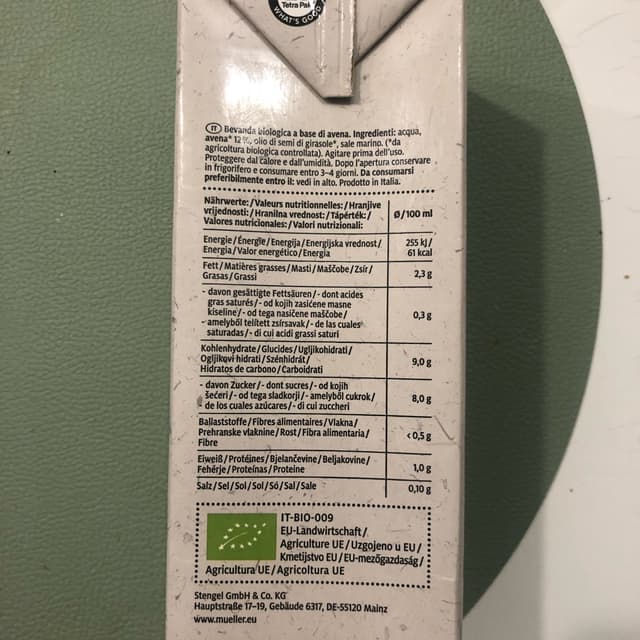 Tetra Pak
WHAT'S GOOD
IT Bevanda biologica a base di avena. Ingredienti: acqua,
avena* 12 %, olio di semi di girasole*, sale marino. (*da
agricoltura biologica controllata). Agitare prima dell'uso.
Proteggere dal calore e dall'umidità. Dopo l'apertura conservare
in frigorifero e consumare entro 3–4 giorni. Da consumarsi
preferibilmente entro il: vedi in alto. Prodotto in Italia.
Nährwerte:/Valeurs nutritionnelles:/Hranjive
vrijednosti:/Hranilna vrednost:/Tápérték:/
Valores nutricionales:/Valori nutrizionali:
Ø/100 ml
Energie/Énergie/Energija/Energijska vrednost/
Energia/Valor energético/Energia
255 kJ/
61 kcal
Fett/Matières grasses/Masti/Maščobe/Zsír/
Grasas/Grassi
2,3 g
- davon gesättigte Fettsäuren/- dont acides
gras saturés/- od kojih zasićene masne
kiseline/- od tega nasičene maščobe/
- amelyből telített zsírsavak/- de las cuales
saturadas/- di cui acidi grassi saturi
0,3 g
Kohlenhydrate/Glucides/Ugljikohidrati/
Ogljikovi hidrati/Szénhidrát/
Hidratos de carbono/Carboidrati
9,0 g
- davon Zucker/- dont sucres/- od kojih
šećeri/- od tega sladkorji/- amelyből cukrok/
de los cuales azúcares/- di cui zuccheri
8,0 g
Ballaststoffe/Fibres alimentaires/Vlakna/
Prehranske vlaknine/Rost/Fibra alimentaria/
Fibre
<0,5 g
Eiweiß/Protéines/Bjelančevine/Beljakovine/
Fehérje/Proteínas/Proteine
1,0 g
Salz/Sel/Sol/Sol/Só/Sal/Sale
0,10 g
IT-BIO-009
EU-Landwirtschaft/
Agriculture UE/Uzgojeno u EU/
Kmetijstvo EU/EU-mezőgazdaság/
Agricultura UE/Agricoltura UE
Stengel GmbH & Co. KG
Hauptstraße 17–19, Gebäude 6317, DE-55120 Mainz
www.mueller.eu